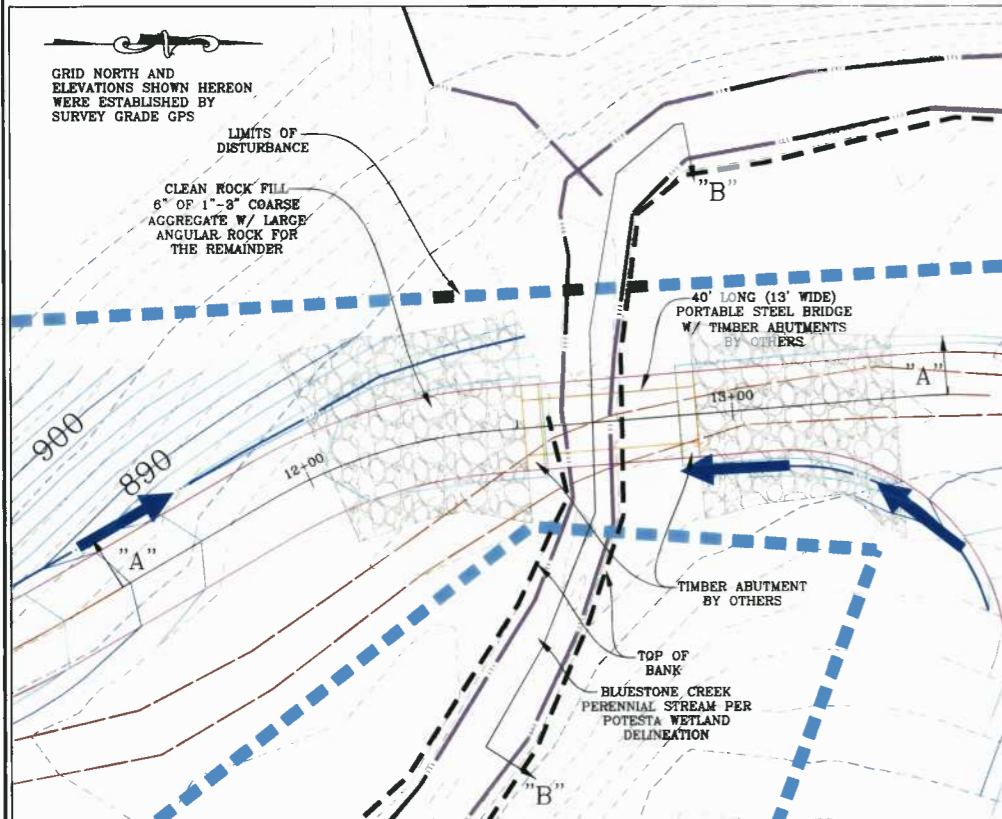 GRID NORTH AND
ELEVATIONS SHOWN HEREON
WERE ESTABLISHED BY
SURVEY GRADE GPS
LIMITS OF
DISTURBANCE
CLEAN ROCK FILL
6" OF 1"-3" COARSE
AGGREGATE W/ LARGE
ANGULAR ROCK FOR
THE REMAINDER
"B"
40' LONG (13' WIDE)
PORTABLE STEEL BRIDGE
W/ TIMBER ABUTMENTS
BY OTHERS
"A"
13+00
900
890
12+00
"A"
TIMBER ABUTMENT
BY OTHERS
TOP OF
BANK
BLUESTONE CREEK
PERENNIAL STREAM PER
POTESTA WETLAND
DELINEATION
"B"